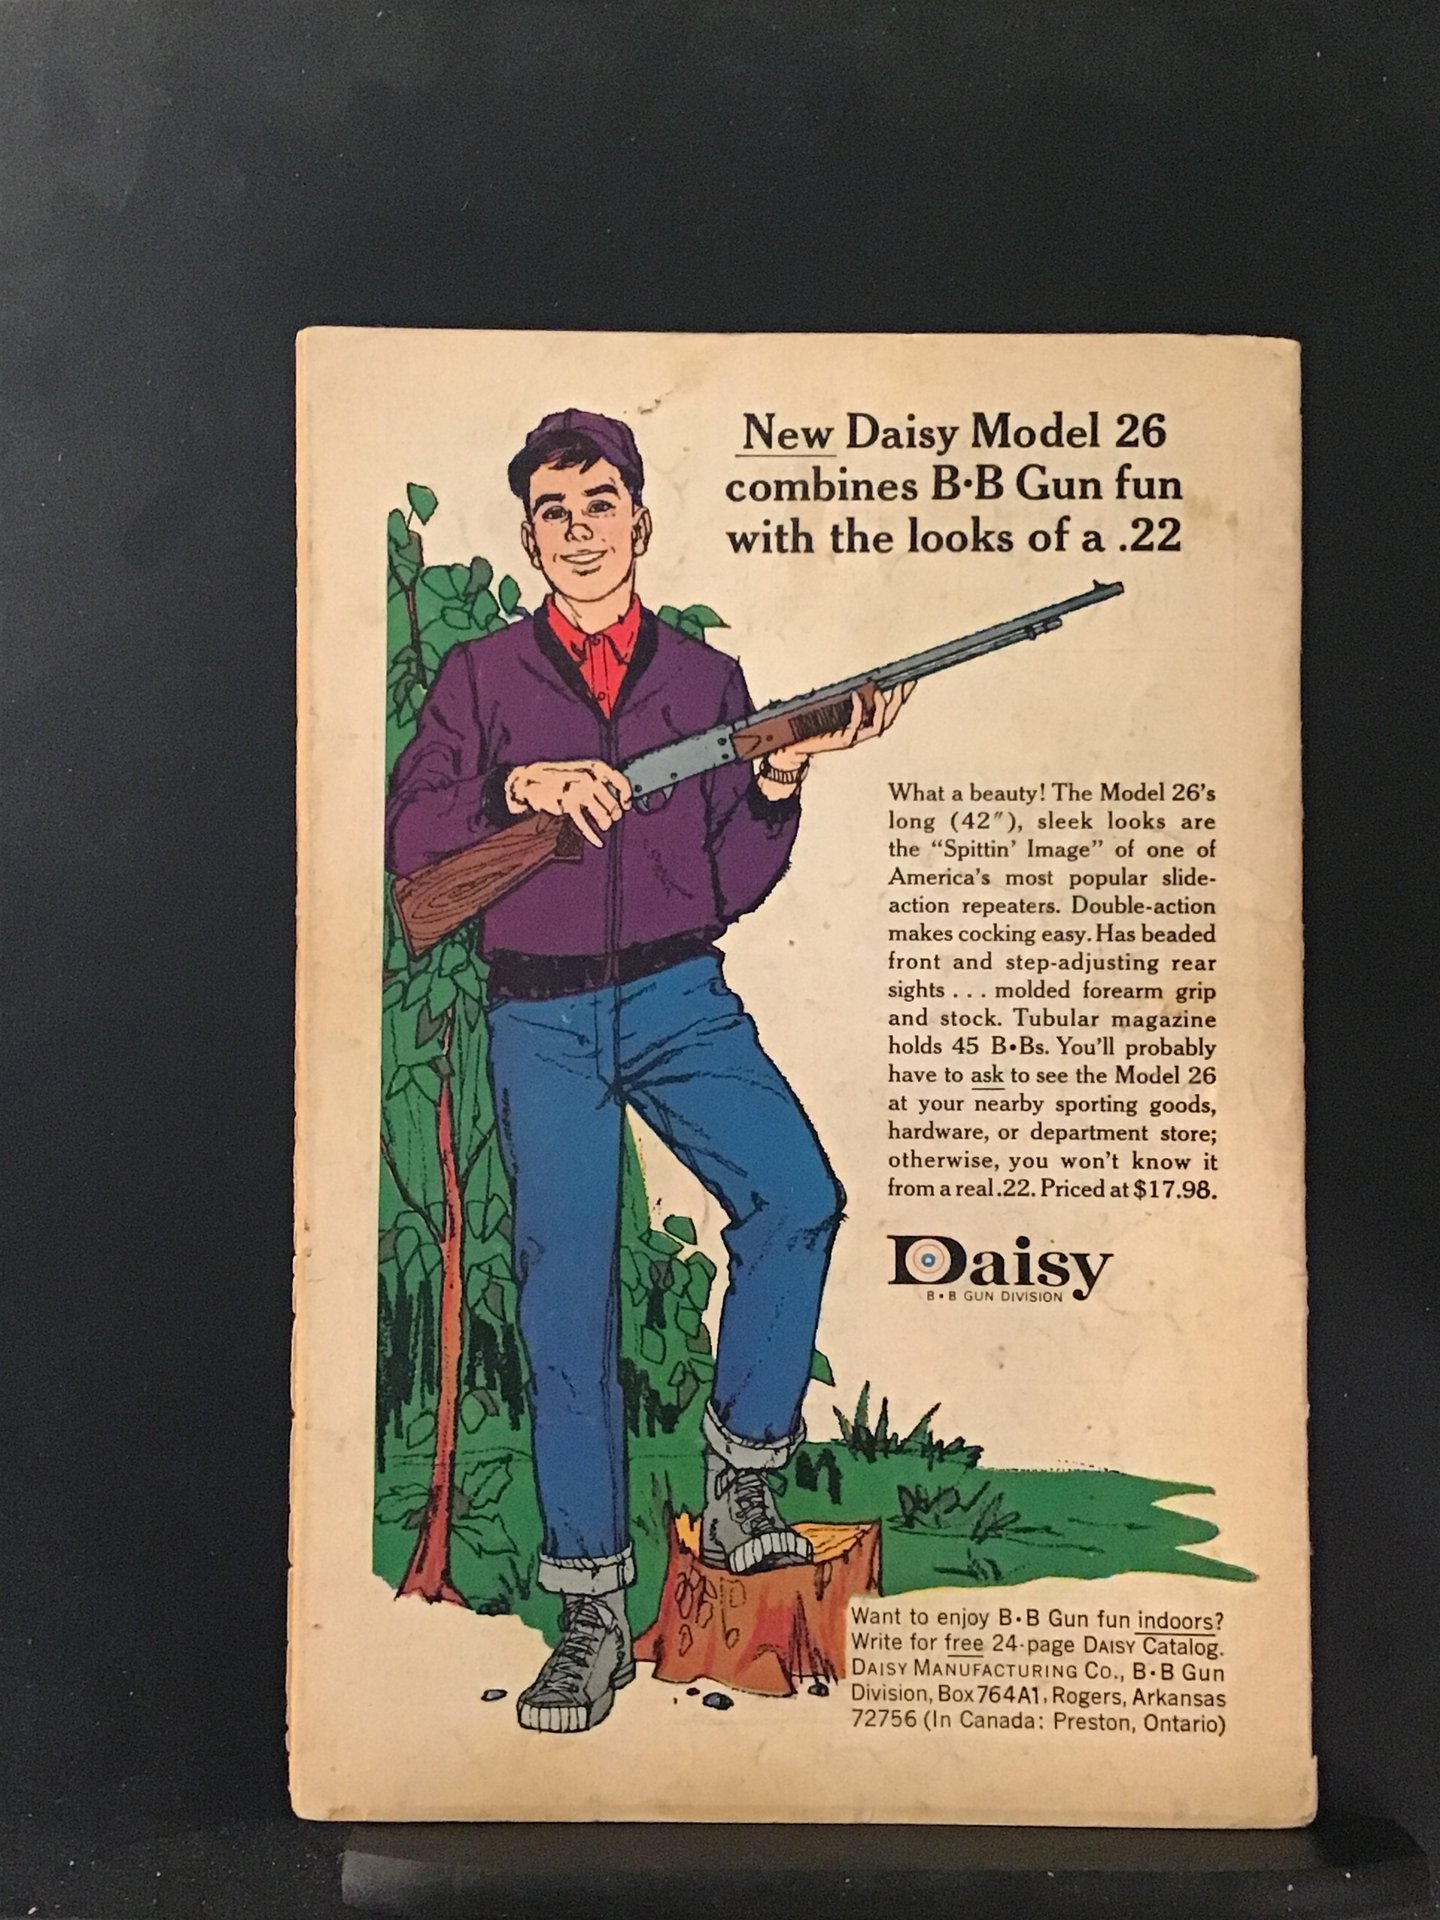 New Daisy Model 26
combines B•B Gun fun
with the looks of a .22
What a beauty! The Model 26's
long (42″), sleek looks are
the “Spittin’ Image” of one of
America's most popular slide-
action repeaters. Double-action
makes cocking easy. Has beaded
front and step-adjusting rear
sights . . . molded forearm grip
and stock. Tubular magazine
holds 45 B•Bs. You'll probably
have to ask to see the Model 26
at your nearby sporting goods,
hardware, or department store;
otherwise, you won't know it
from a real .22. Priced at $17.98.
Daisy
B•B GUN DIVISION
Want to enjoy B•B Gun fun indoors?
Write for free 24-page DAISY Catalog.
DAISY MANUFACTURING CO., B•B Gun
Division, Box 764A1, Rogers, Arkansas
72756 (In Canada: Preston, Ontario)